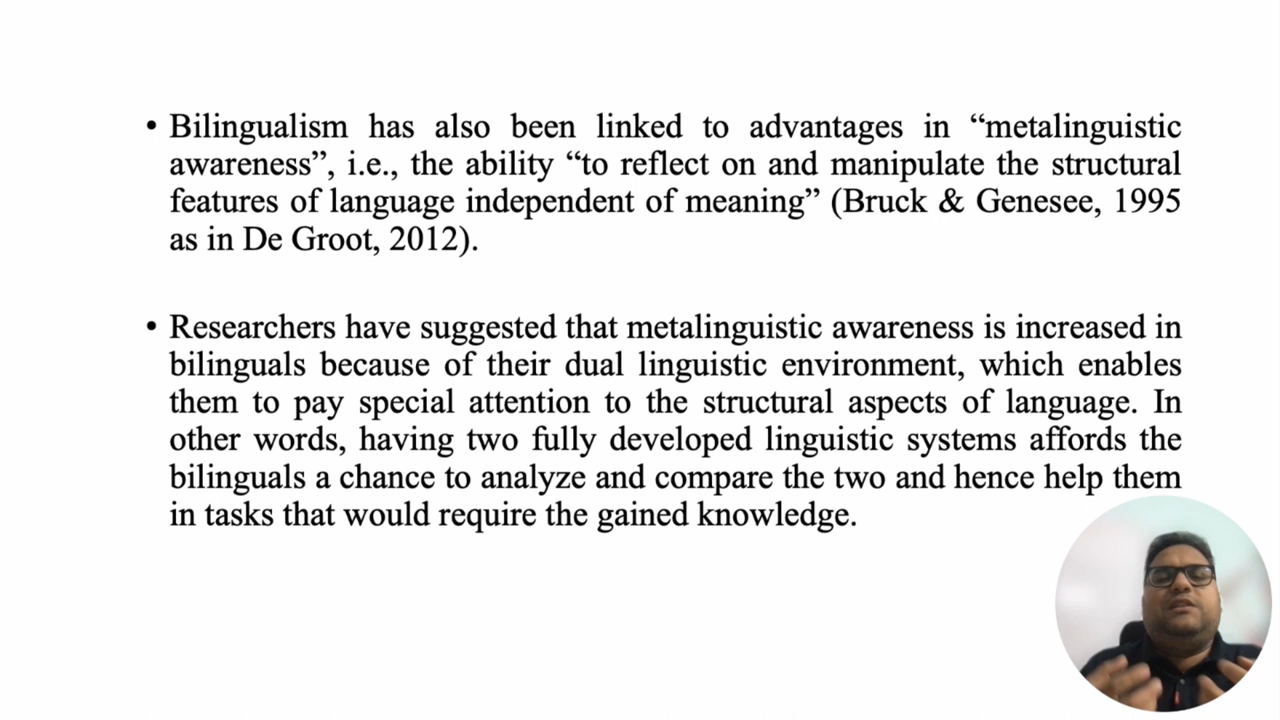 • Bilingualism has also been linked to advantages in “metalinguistic
awareness”, i.e., the ability “to reflect on and manipulate the structural
features of language independent of meaning” (Bruck & Genesee, 1995
as in De Groot, 2012).
• Researchers have suggested that metalinguistic awareness is increased in
bilinguals because of their dual linguistic environment, which enables
them to pay special attention to the structural aspects of language. In
other words, having two fully developed linguistic systems affords the
bilinguals a chance to analyze and compare the two and hence help them
in tasks that would require the gained knowledge.